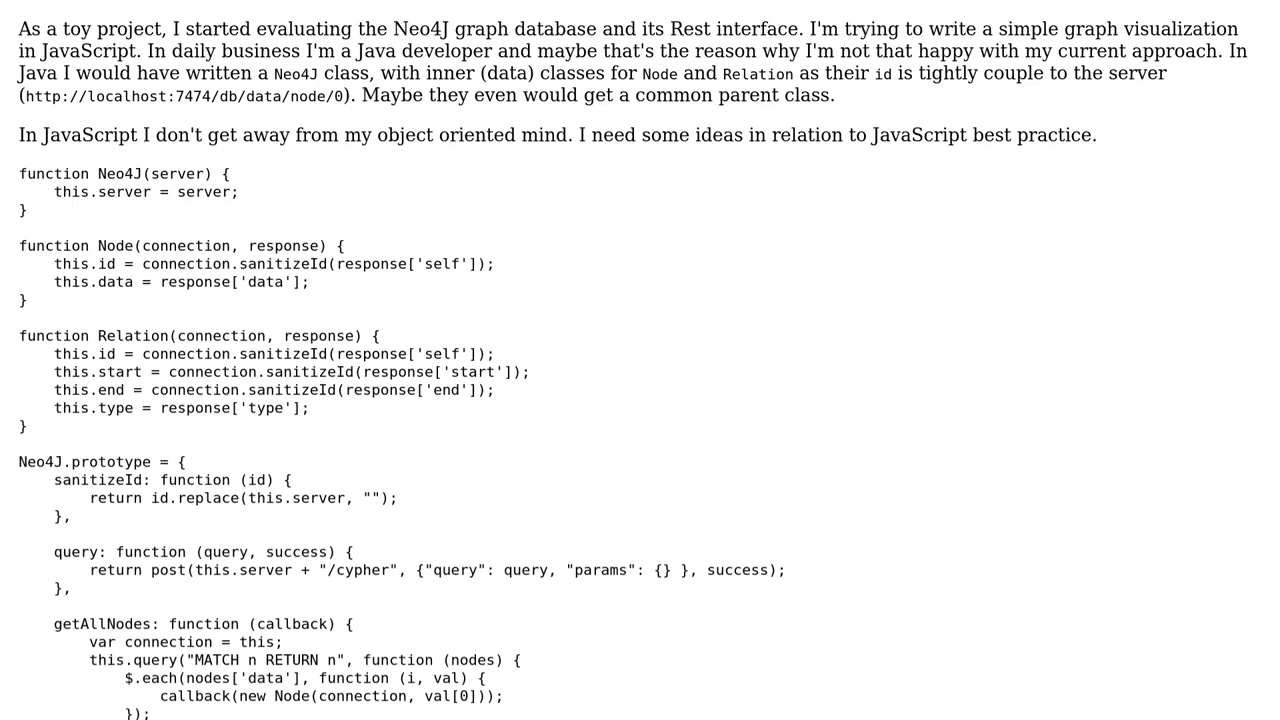 As a toy project, I started evaluating the Neo4J graph database and its Rest interface. I'm trying to write a simple graph visualization
in JavaScript. In daily business I'm a Java developer and maybe that's the reason why I'm not that happy with my current approach. In
Java I would have written a Neo4J class, with inner (data) classes for Node and Relation as their id is tightly couple to the server
(http://localhost:7474/db/data/node/0). Maybe they even would get a common parent class.
In JavaScript I don't get away from my object oriented mind. I need some ideas in relation to JavaScript best practice.
function Neo4J(server) {
    this.server = server;
}
function Node(connection, response) {
    this.id = connection.sanitizeId(response['self']);
    this.data = response['data'];
}
function Relation(connection, response) {
    this.id = connection.sanitizeId(response['self']);
    this.start = connection.sanitizeId(response['start']);
    this.end = connection.sanitizeId(response['end']);
    this.type = response['type'];
}
Neo4J.prototype = {
    sanitizeId: function (id) {
        return id.replace(this.server, "");
    },
    query: function (query, success) {
        return post(this.server + "/cypher", {"query": query, "params": {} }, success);
    },
    getAllNodes: function (callback) {
        var connection = this;
        this.query("MATCH n RETURN n", function (nodes) {
            $.each(nodes['data'], function (i, val) {
                callback(new Node(connection, val[0]));
            });